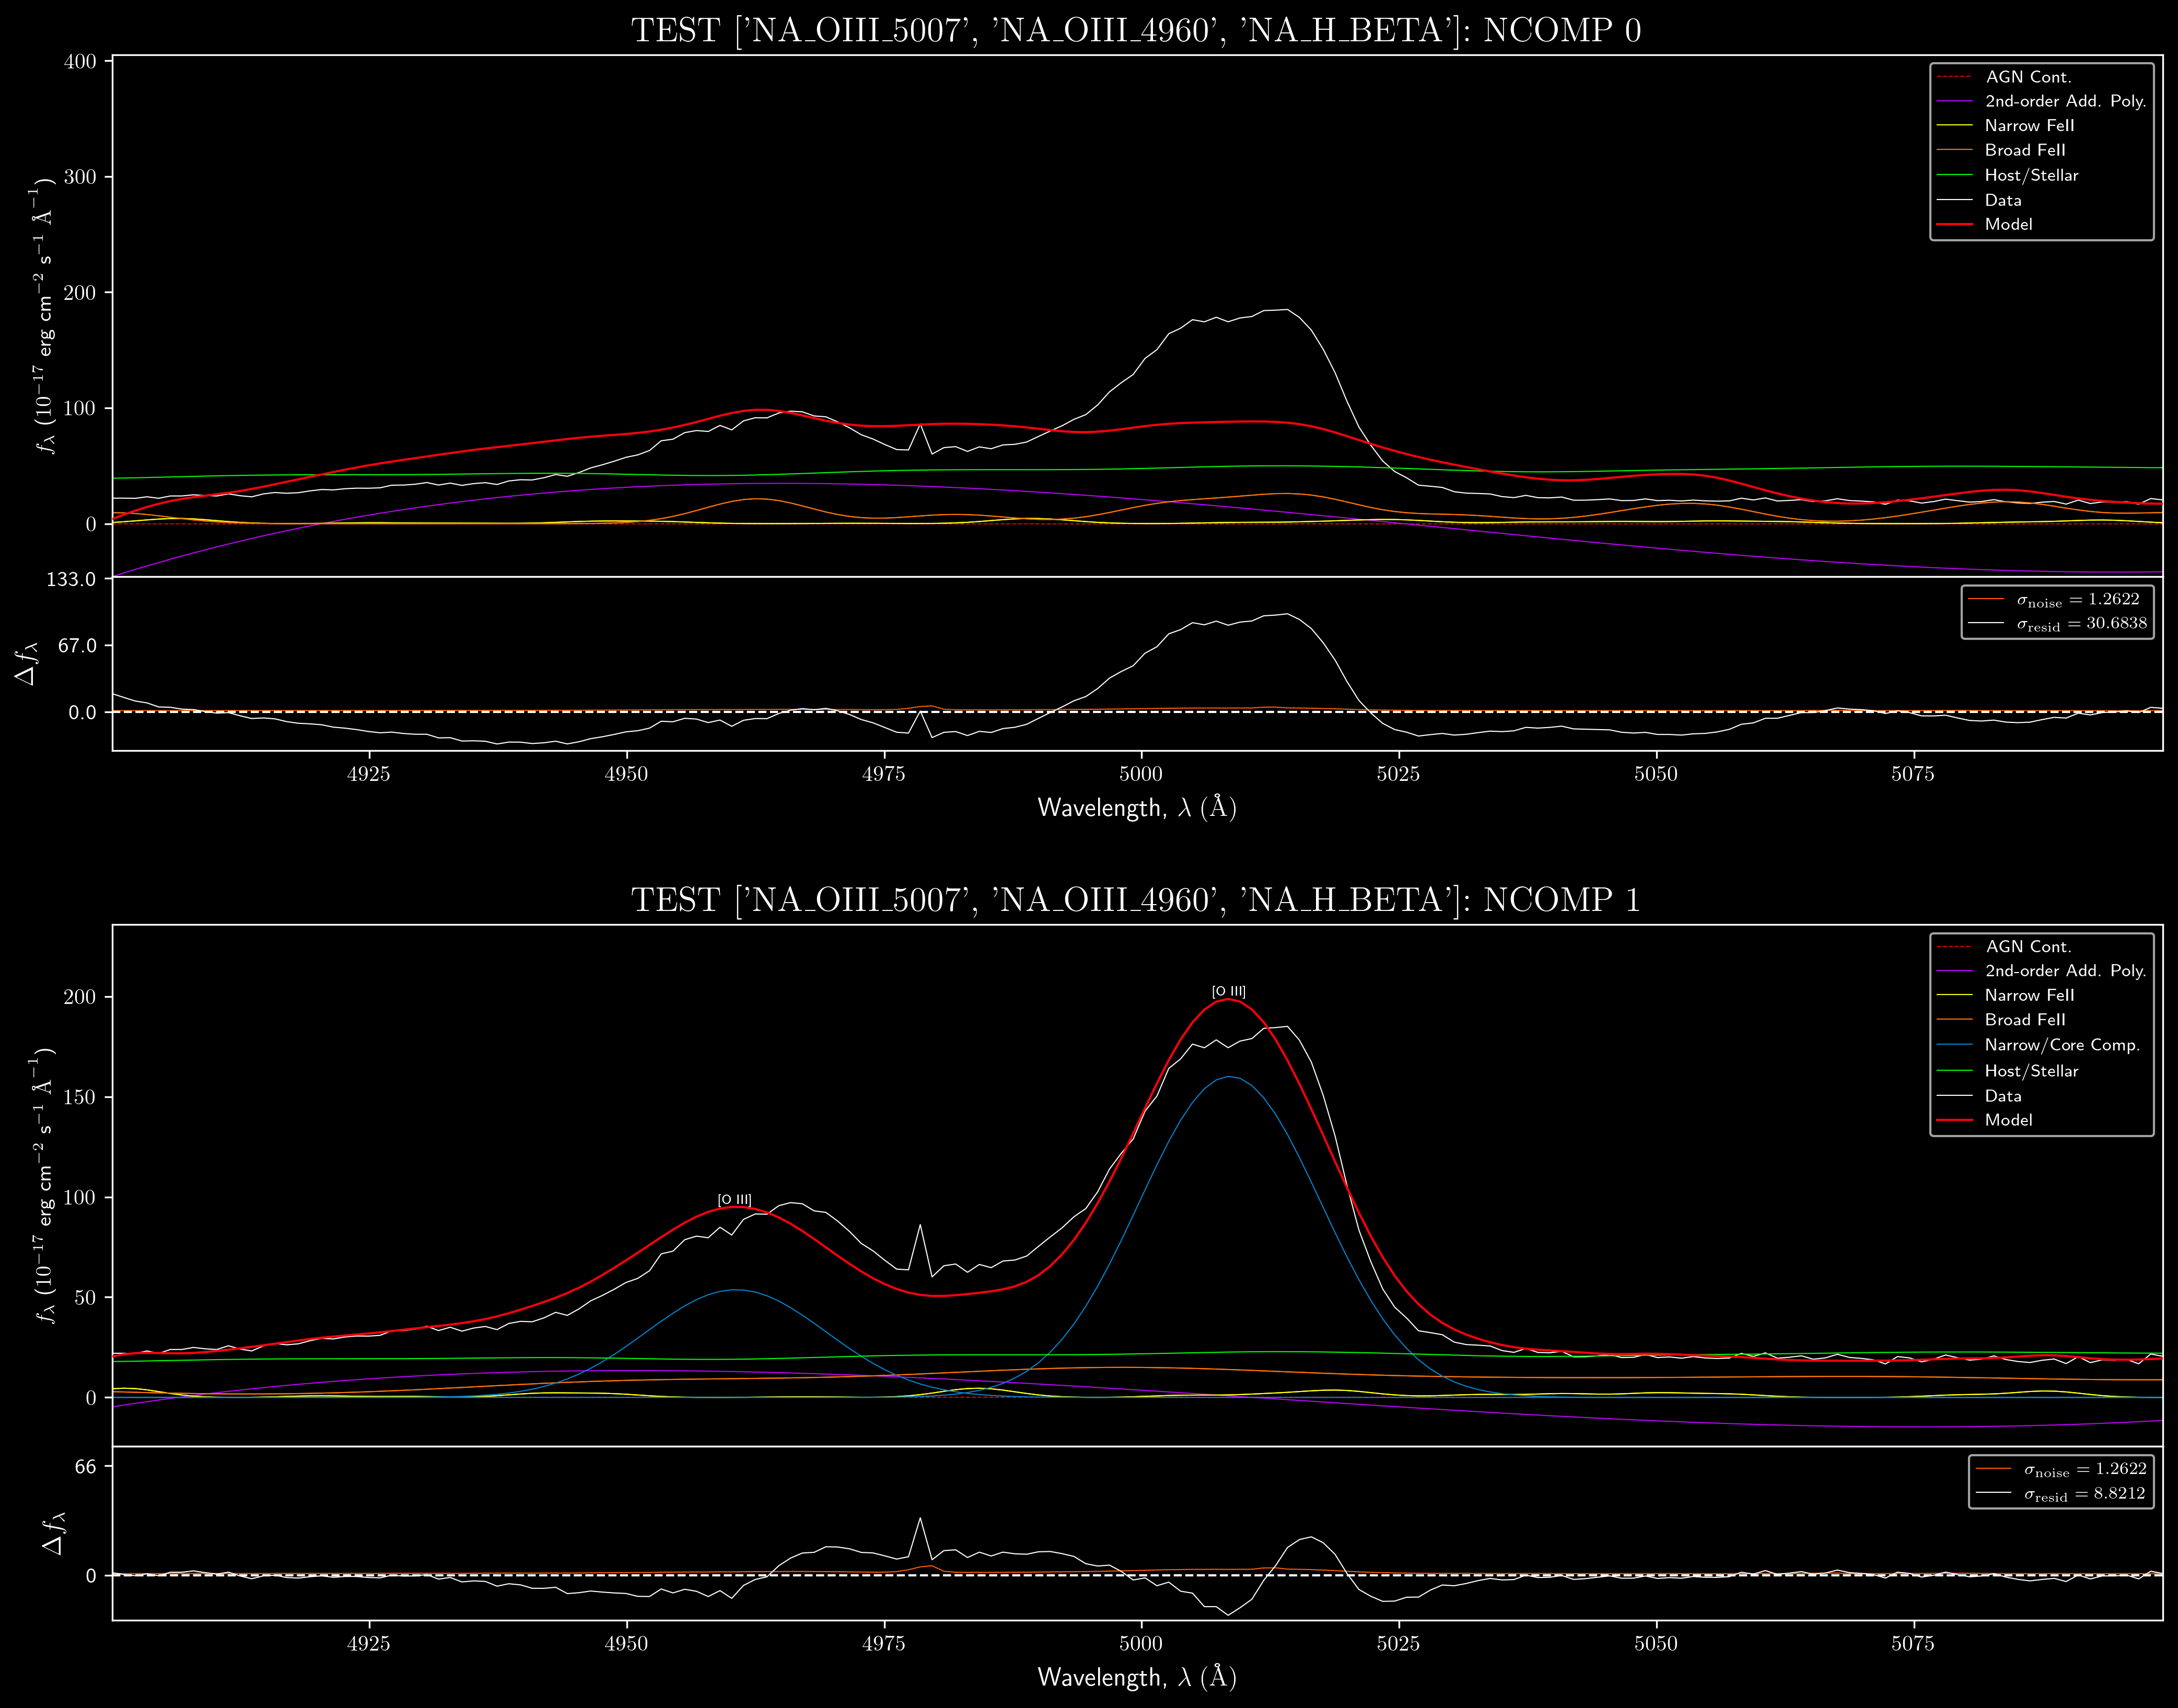 TEST ['NA_OIII_5007', 'NA_OIII_4960', 'NA_H_BETA']: NCOMP 0
400
300
200
100
0
f_λ (10⁻¹⁷ erg cm⁻² s⁻¹ Å⁻¹)
AGN Cont.
2nd-order Add. Poly.
Narrow FeII
Broad FeII
Host/Stellar
Data
Model
133.0
67.0
0.0
Δf_λ
σ_noise = 1.2622
σ_resid = 30.6838
4925 4950 4975 5000 5025 5050 5075
Wavelength, λ (Å)
TEST ['NA_OIII_5007', 'NA_OIII_4960', 'NA_H_BETA']: NCOMP 1
200
150
100
50
0
f_λ (10⁻¹⁷ erg cm⁻² s⁻¹ Å⁻¹)
[O III]
[O III]
AGN Cont.
2nd-order Add. Poly.
Narrow FeII
Broad FeII
Narrow/Core Comp.
Host/Stellar
Data
Model
66
0
Δf_λ
σ_noise = 1.2622
σ_resid = 8.8212
4925 4950 4975 5000 5025 5050 5075
Wavelength, λ (Å)